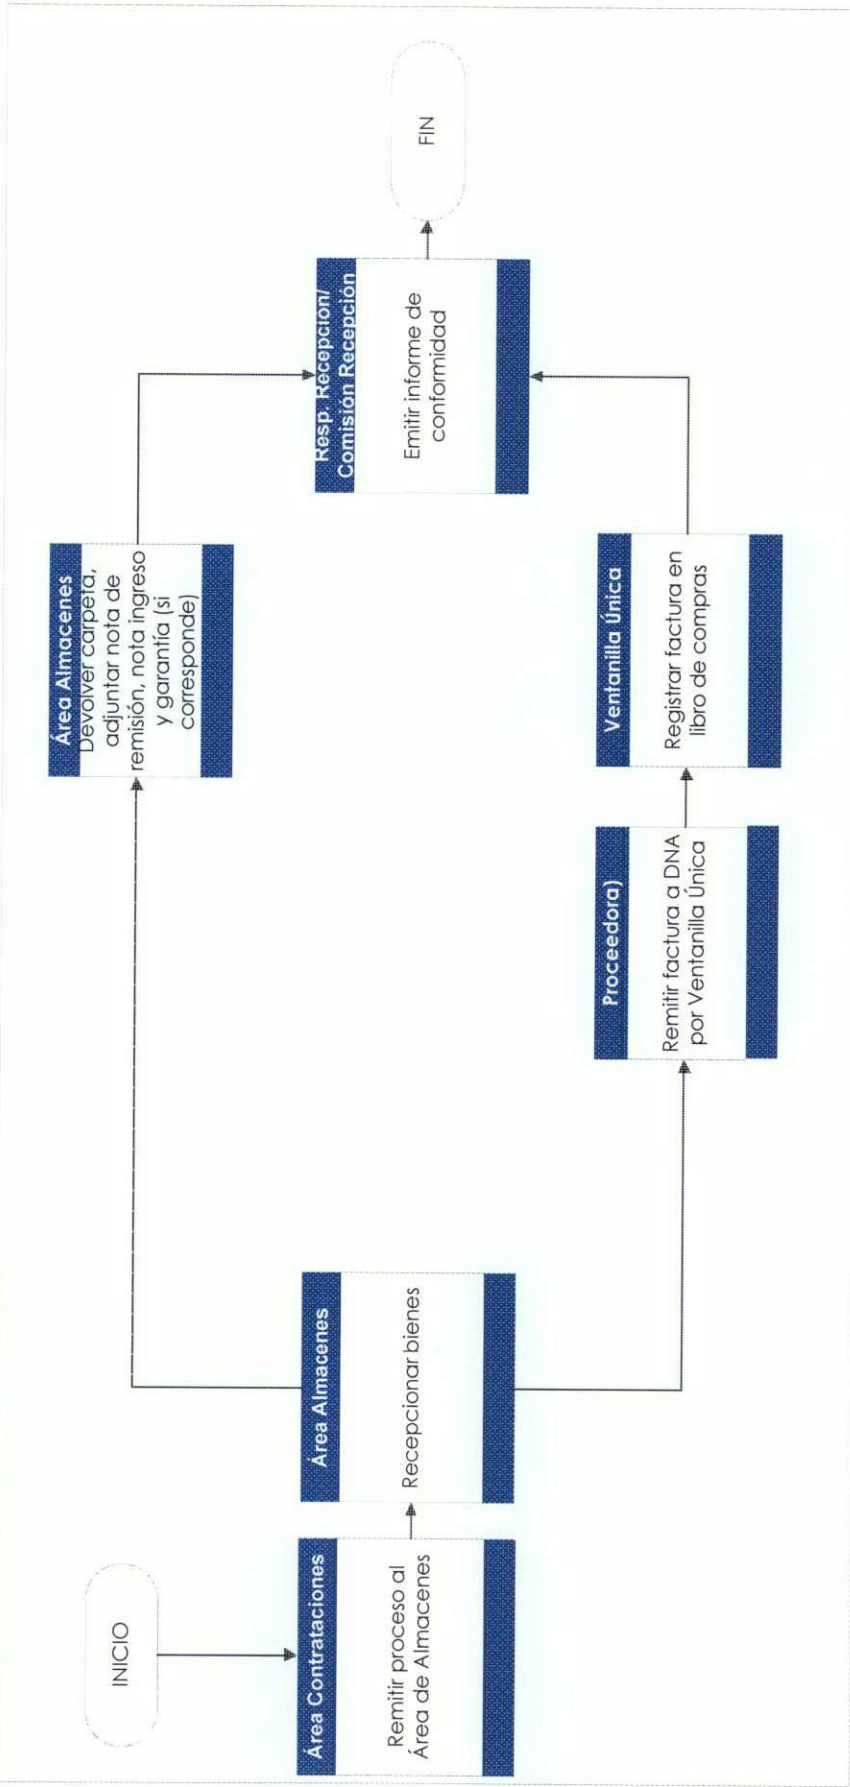 INICIO
Área Contrataciones
Remitir proceso al
Área de Almacenes
Área Almacenes
Recepcionar bienes
Área Almacenes
Devolver carpeta,
adjuntar nota de
remisión, nota ingreso
y garantía (si
corresponde)
Proceedora)
Remitir factura a DNA
por Ventanilla Única
Ventanilla Única
Registrar factura en
libro de compras
Resp. Recepción/
Comisión Recepción
Emitir informe de
conformidad
FIN